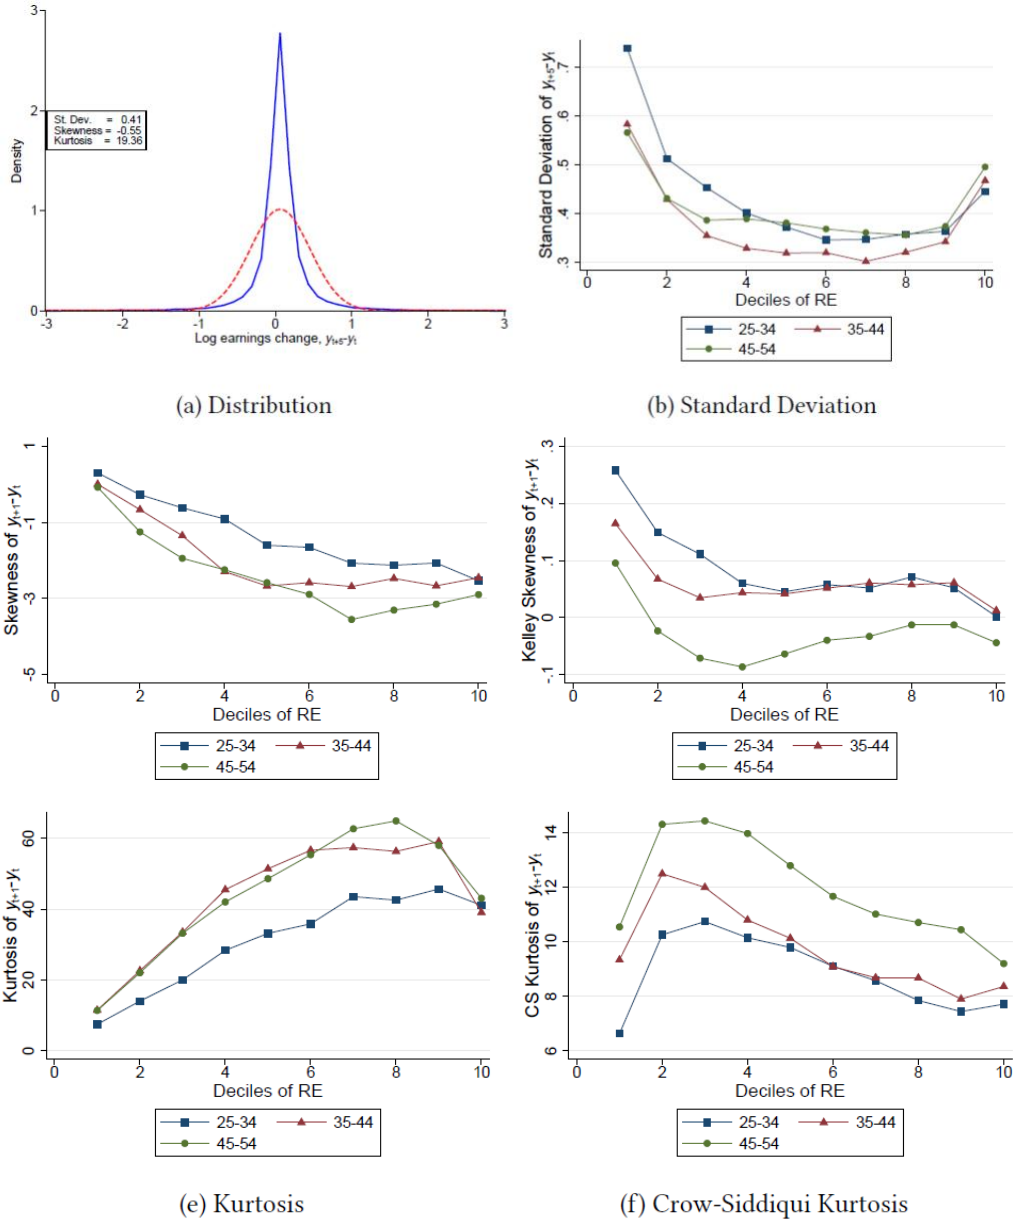 3
2
1
0
Density
St. Dev. = 0.41
Skewness = -0.55
Kurtosis = 19.36
-3 -2 -1 0 1 2 3
Log earnings change, yt+5-yt
(a) Distribution
.7
.6
.5
.4
.3
Standard Deviation of yt+5-yt
0 2 4 6 8 10
Deciles of RE
25-34 35-44
45-54
(b) Standard Deviation
1
-1
-3
-5
Skewness of yt+1-yt
0 2 4 6 8 10
Deciles of RE
25-34 35-44
45-54
.3
.2
.1
0
-.1
Kelley Skewness of yt+1-yt
0 2 4 6 8 10
Deciles of RE
25-34 35-44
45-54
60
40
20
0
Kurtosis of yt+1-yt
0 2 4 6 8 10
Deciles of RE
25-34 35-44
45-54
(e) Kurtosis
14
12
10
8
6
CS Kurtosis of yt+1-yt
0 2 4 6 8 10
Deciles of RE
25-34 35-44
45-54
(f) Crow-Siddiqui Kurtosis